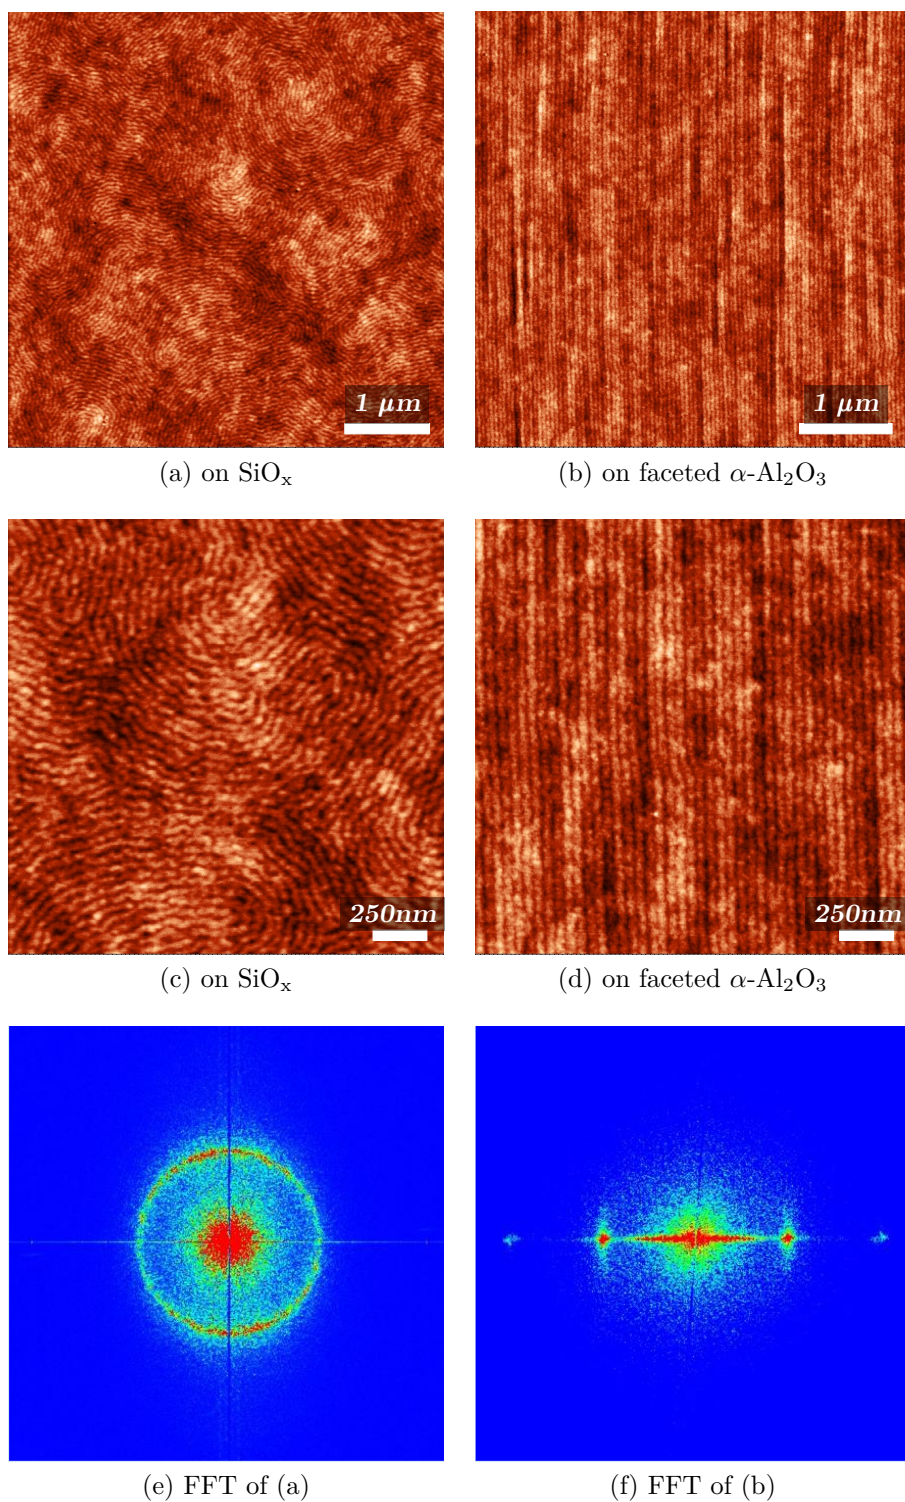 1 μm
1 μm
(a) on SiOₓ
(b) on faceted α-Al₂O₃
250nm
250nm
(c) on SiOₓ
(d) on faceted α-Al₂O₃
(e) FFT of (a)
(f) FFT of (b)